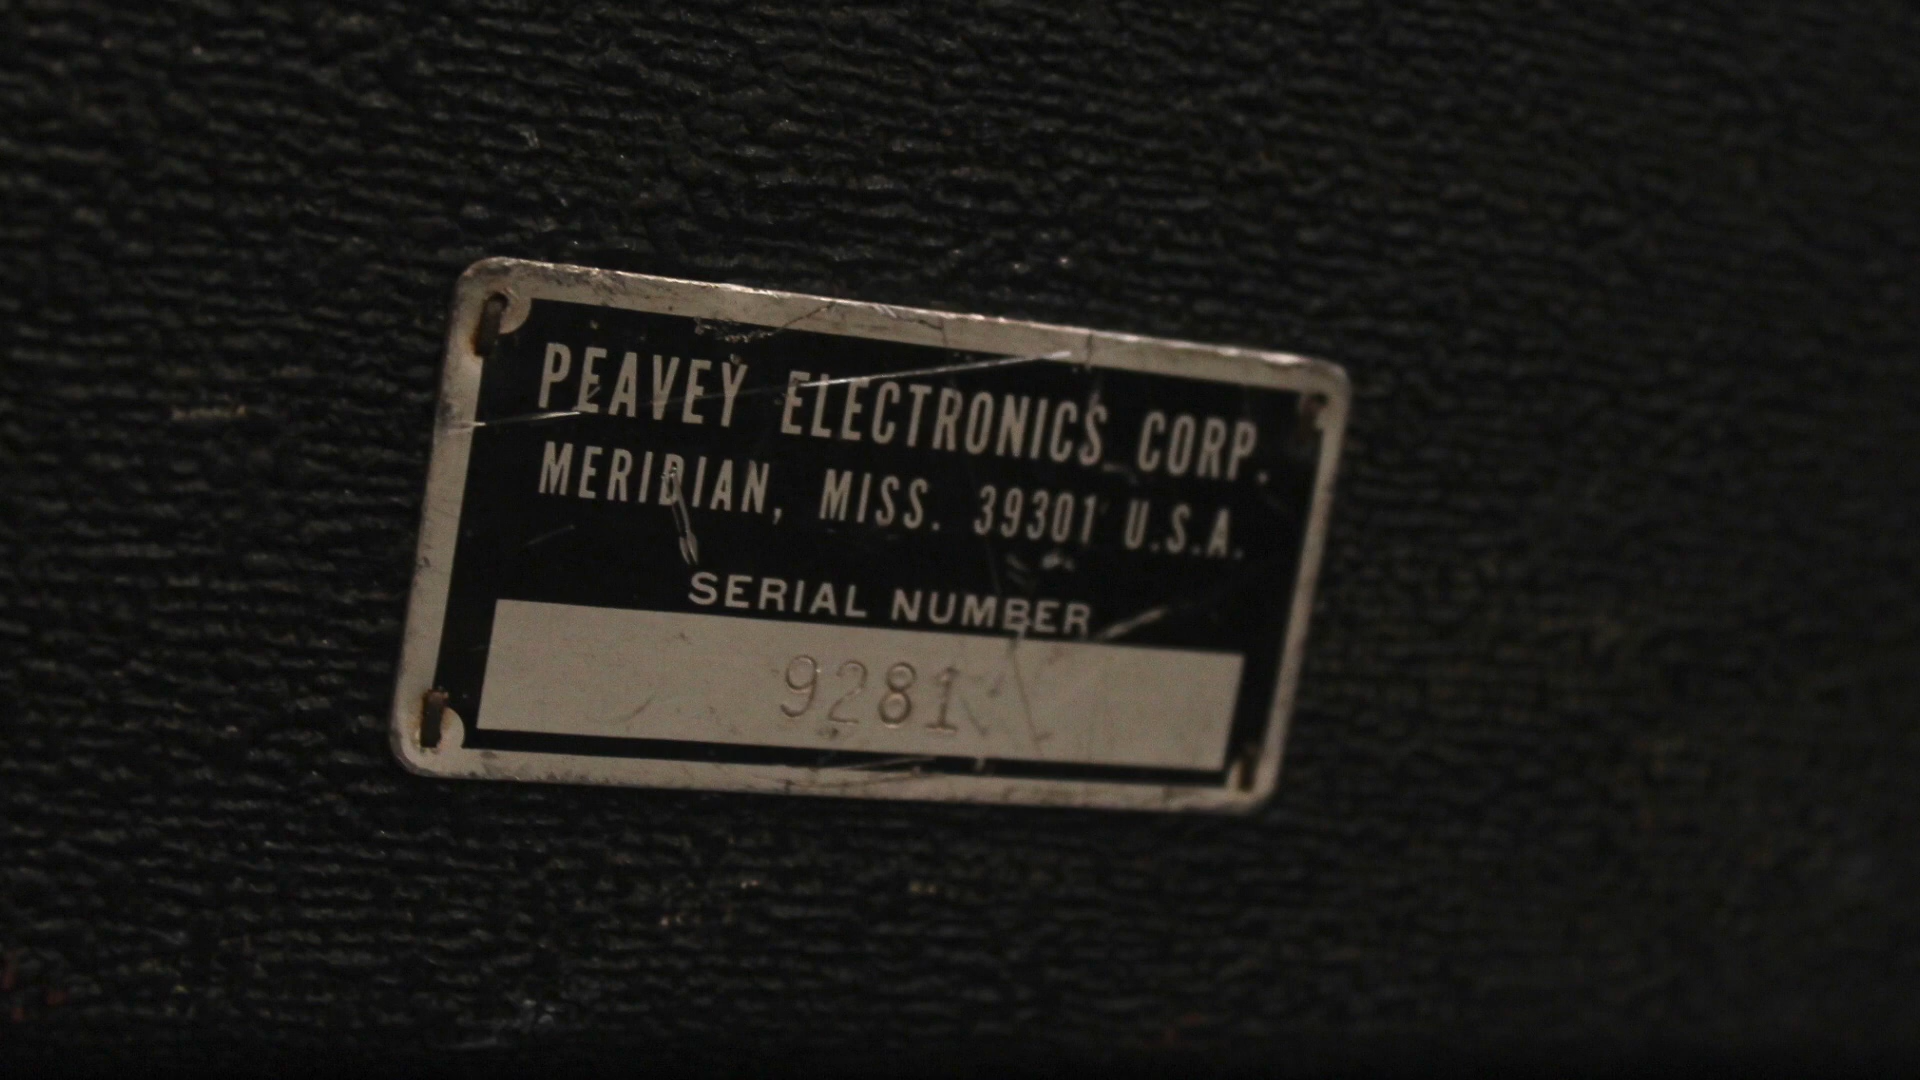 PEAVEY ELECTRONICS CORP.
MERIDIAN, MISS. 39301 U.S.A.
SERIAL NUMBER
9281